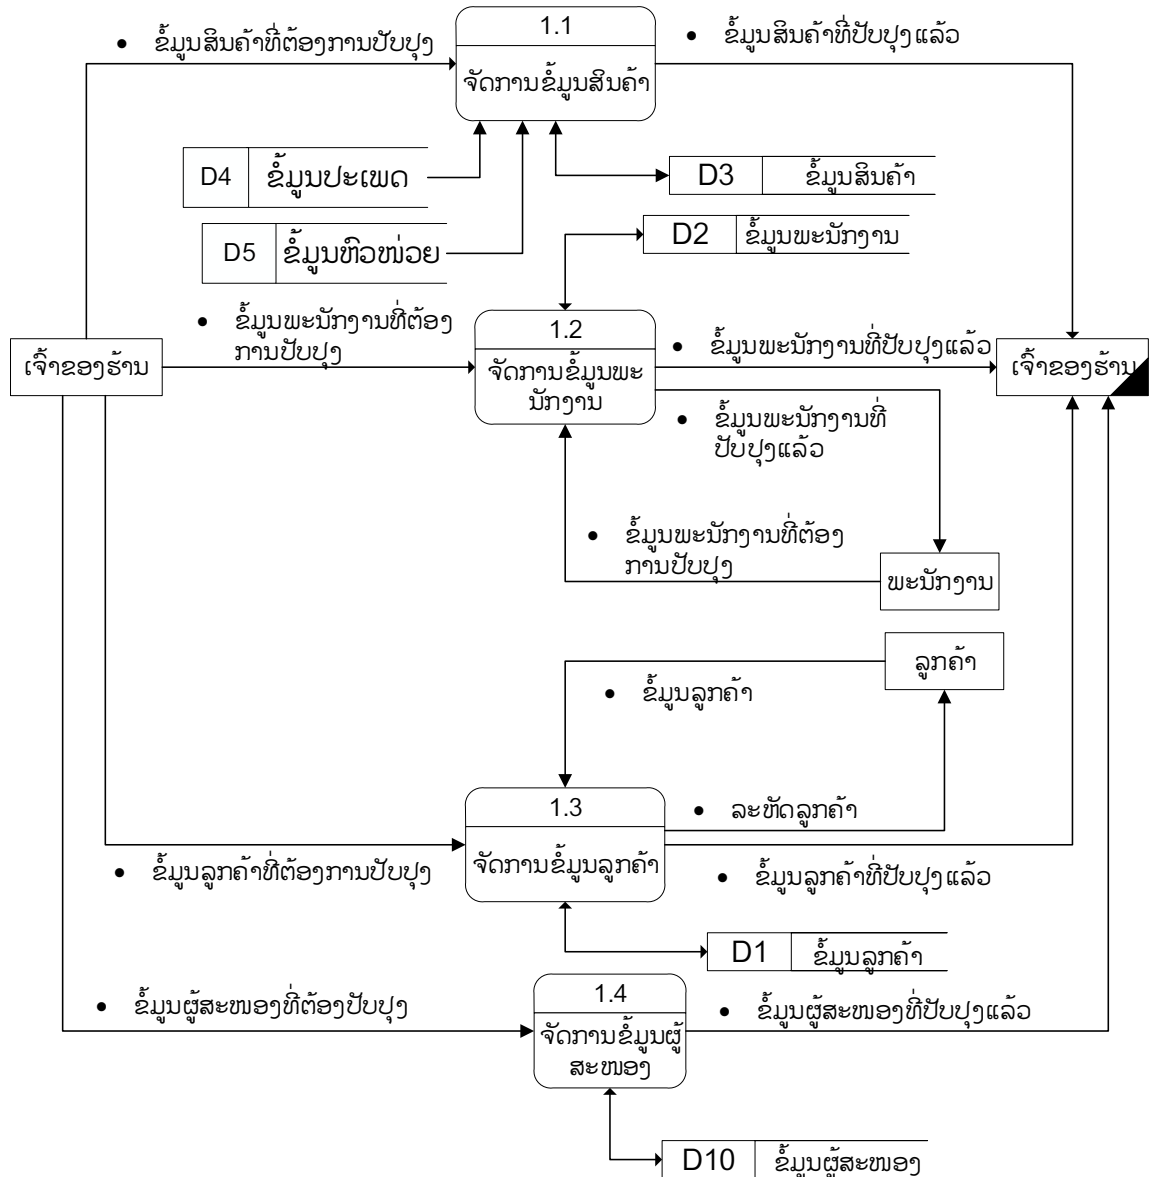 1.1
• ຂໍ້ມູນສິນຄ້າທີ່ຕ້ອງການປັບປຸງ
• ຂໍ້ມູນສິນຄ້າທີ່ປັບປຸງແລ້ວ
ຈັດການຂໍ້ມູນສິນຄ້າ
D4 ຂໍ້ມູນປະເພດ
D3 ຂໍ້ມູນສິນຄ້າ
D5 ຂໍ້ມູນຫົວໜ່ວຍ
D2 ຂໍ້ມູນພະນັກງານ
• ຂໍ້ມູນພະນັກງານທີ່ຕ້ອງ
ການປັບປຸງ
1.2
• ຂໍ້ມູນພະນັກງານທີ່ປັບປຸງແລ້ວ
ເຈົ້າຂອງຮ້ານ
ຈັດການຂໍ້ມູນພະ
ນັກງານ
ເຈົ້າຂອງຮ້ານ
• ຂໍ້ມູນພະນັກງານທີ່
ປັບປຸງແລ້ວ
• ຂໍ້ມູນພະນັກງານທີ່ຕ້ອງ
ການປັບປຸງ
ພະນັກງານ
ລູກຄ້າ
• ຂໍ້ມູນລູກຄ້າ
1.3
• ລະຫັດລູກຄ້າ
ຈັດການຂໍ້ມູນລູກຄ້າ
• ຂໍ້ມູນລູກຄ້າທີ່ຕ້ອງການປັບປຸງ
• ຂໍ້ມູນລູກຄ້າທີ່ປັບປຸງແລ້ວ
D1 ຂໍ້ມູນລູກຄ້າ
1.4
• ຂໍ້ມູນຜູ້ສະໜອງທີ່ຕ້ອງປັບປຸງ
• ຂໍ້ມູນຜູ້ສະໜອງທີ່ປັບປຸງແລ້ວ
ຈັດການຂໍ້ມູນຜູ້
ສະໜອງ
D10 ຂໍ້ມູນຜູ້ສະໜອງ